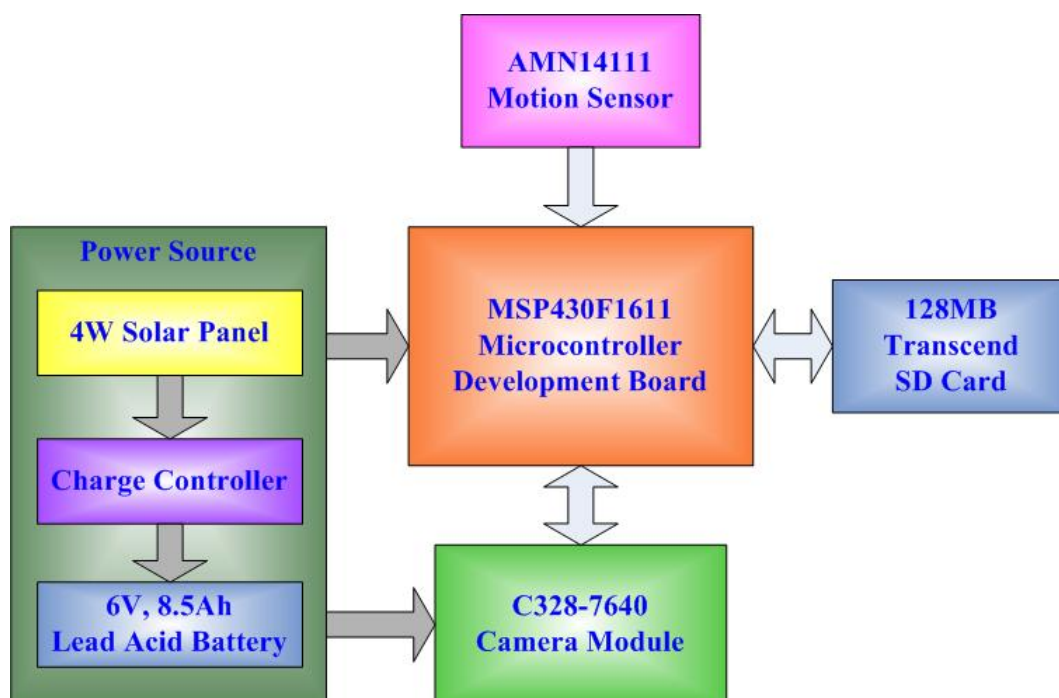 AMN14111
Motion Sensor
Power Source
4W Solar Panel
Charge Controller
6V, 8.5Ah
Lead Acid Battery
MSP430F1611
Microcontroller
Development Board
128MB
Transcend
SD Card
C328-7640
Camera Module